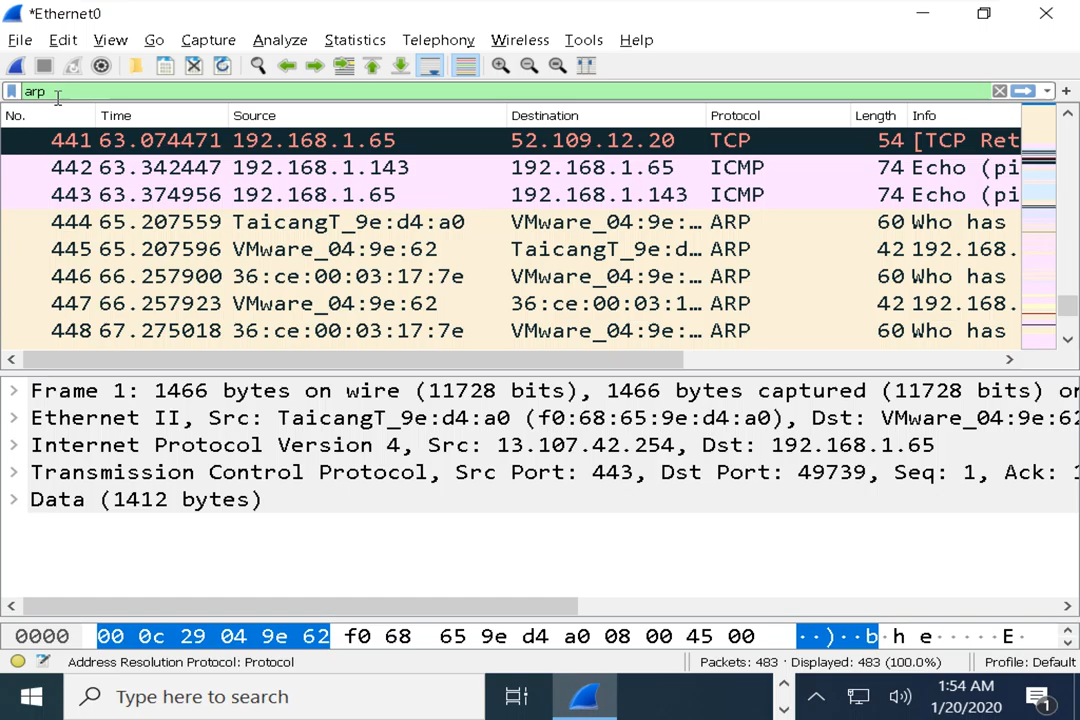 *Ethernet0
File Edit View Go Capture Analyze Statistics Telephony Wireless Tools Help
arp
No. Time Source Destination Protocol Length Info
441 63.074471 192.168.1.65 52.109.12.20 TCP 54 [TCP Ret
442 63.342447 192.168.1.143 192.168.1.65 ICMP 74 Echo (pi
443 63.374956 192.168.1.65 192.168.1.143 ICMP 74 Echo (pi
444 65.207559 TaicangT_9e:d4:a0 VMware_04:9e:… ARP 60 Who has
445 65.207596 VMware_04:9e:62 TaicangT_9e:d… ARP 42 192.168.
446 66.257900 36:ce:00:03:17:7e VMware_04:9e:… ARP 60 Who has
447 66.257923 VMware_04:9e:62 36:ce:00:03:1… ARP 42 192.168.
448 67.275018 36:ce:00:03:17:7e VMware_04:9e:… ARP 60 Who has
Frame 1: 1466 bytes on wire (11728 bits), 1466 bytes captured (11728 bits) on
Ethernet II, Src: TaicangT_9e:d4:a0 (f0:68:65:9e:d4:a0), Dst: VMware_04:9e:62
Internet Protocol Version 4, Src: 13.107.42.254, Dst: 192.168.1.65
Transmission Control Protocol, Src Port: 443, Dst Port: 49739, Seq: 1, Ack: 1
Data (1412 bytes)
0000 00 0c 29 04 9e 62 f0 68 65 9e d4 a0 08 00 45 00 ··)··b·h e·····E·
Address Resolution Protocol: Protocol Packets: 483 · Displayed: 483 (100.0%) Profile: Default
Type here to search 1:54 AM
1/20/2020 1